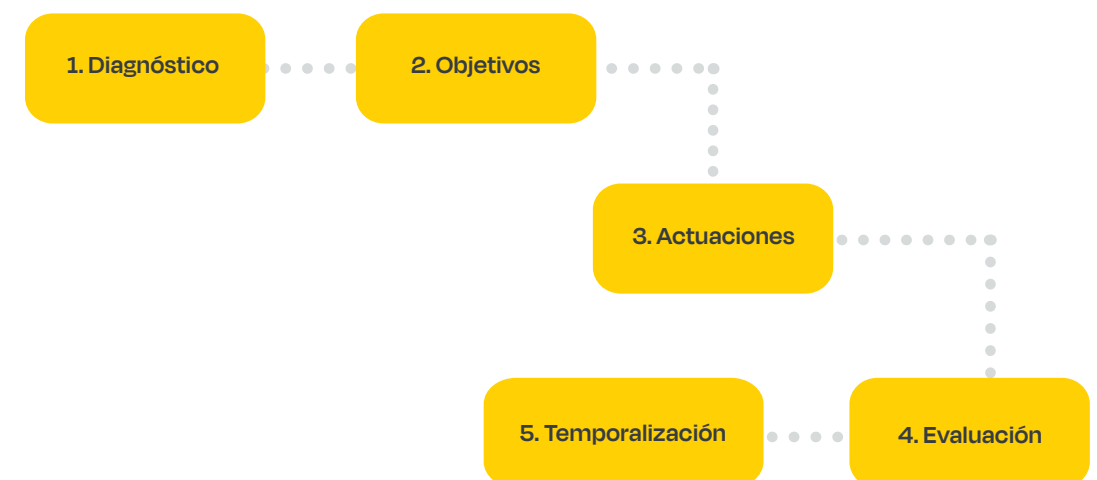 1. Diagnóstico
2. Objetivos
3. Actuaciones
4. Evaluación
5. Temporalización